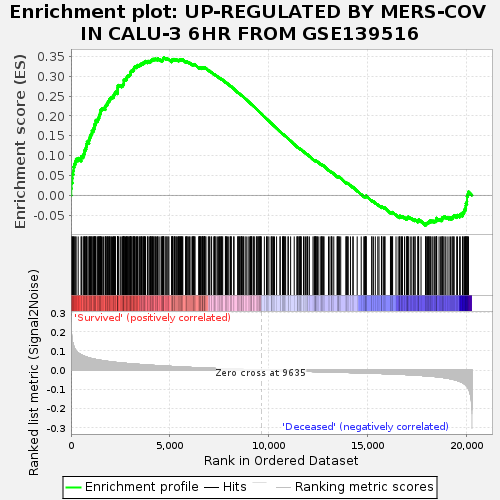 Enrichment plot: UP-REGULATED BY MERS-COV
IN CALU-3 6HR FROM GSE139516
Enrichment score (ES)
0.35
0.30
0.25
0.20
0.15
0.10
0.05
0.00
-0.05
'Survived' (positively correlated)
Ranked list metric (Signal2Noise)
0.3
0.2
0.1
0.0
-0.1
-0.2
-0.3
Zero cross at 9635
'Deceased' (negatively correlated)
0
5,000
10,000
15,000
20,000
Rank in Ordered Dataset
Enrichment profile
Hits
Ranking metric scores